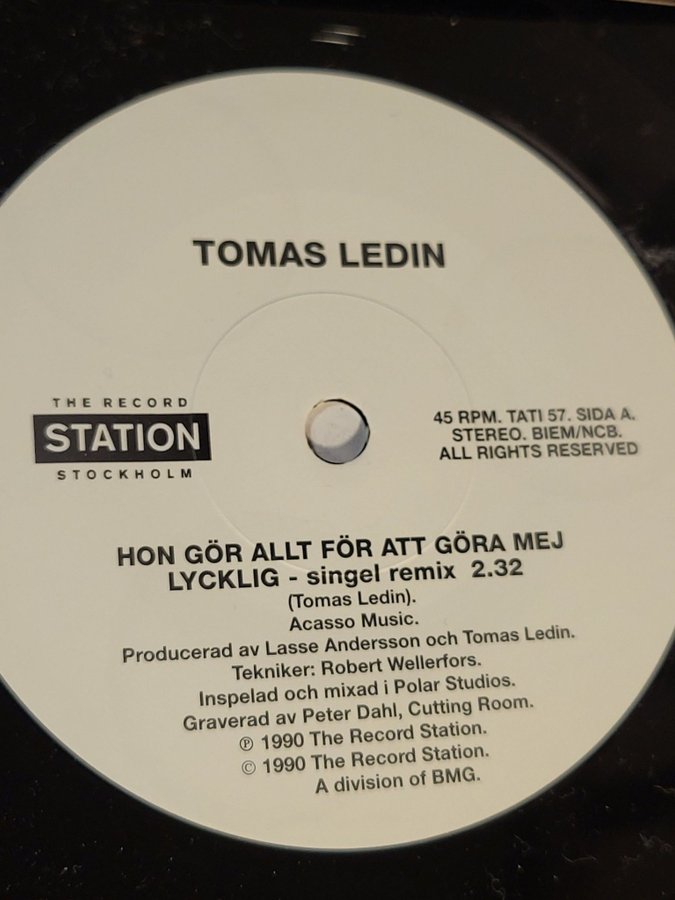 TOMAS LEDIN
THE RECORD
STATION
STOCKHOLM
45 RPM. TATI 57. SIDA A.
STEREO. BIEM/NCB.
ALL RIGHTS RESERVED
HON GÖR ALLT FÖR ATT GÖRA MEJ
LYCKLIG - singel remix 2.32
(Tomas Ledin).
Acasso Music.
Producerad av Lasse Andersson och Tomas Ledin.
Tekniker: Robert Wellerfors.
Inspelad och mixad i Polar Studios.
Graverad av Peter Dahl, Cutting Room.
℗ 1990 The Record Station.
© 1990 The Record Station.
A division of BMG.